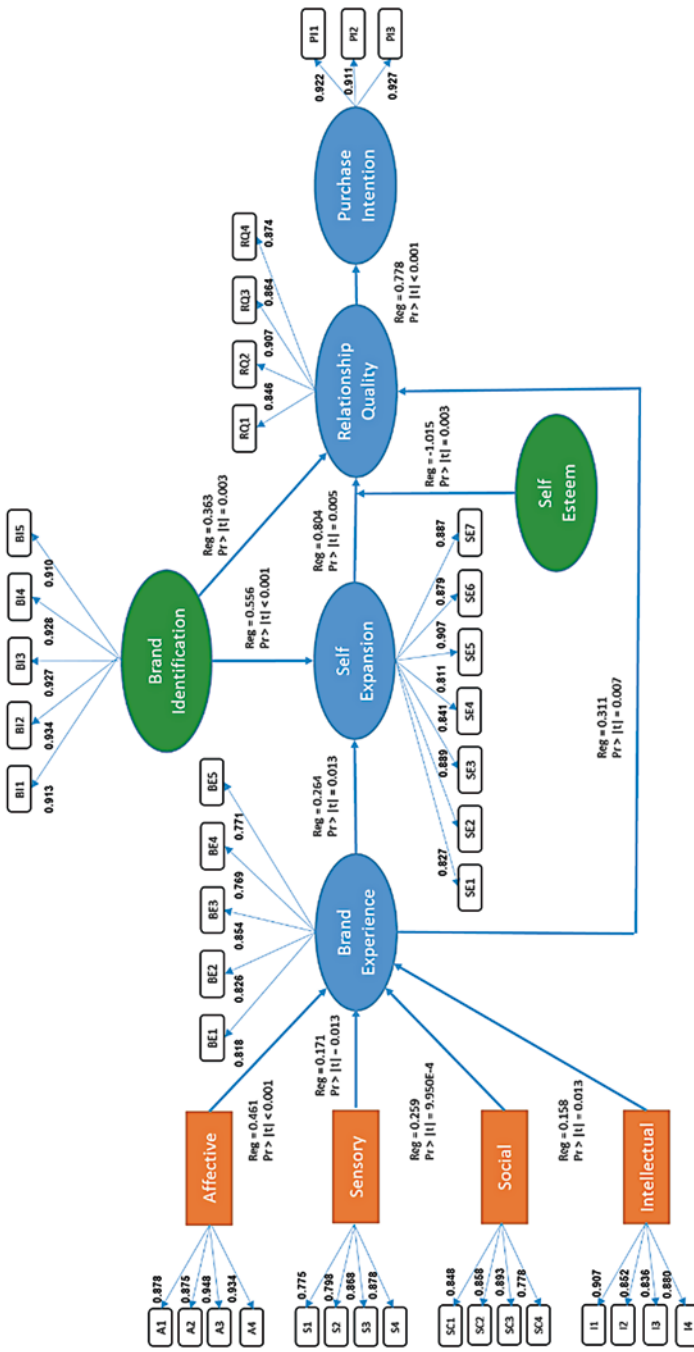 BI1
BI2
BI3
BI4
BI5
0.913
0.934
0.927
0.928
0.910
Brand
Identification
Reg = 0.363
Pr > |t| = 0.003
Reg = 0.556
Pr > |t| < 0.001
A1
A2
A3
A4
0.878
0.875
0.948
0.934
Affective
Reg = 0.461
Pr > |t| < 0.001
BE1
BE2
BE3
BE4
BE5
0.818
0.826
0.854
0.769
0.771
RQ1
RQ2
RQ3
RQ4
0.846
0.907
0.864
0.874
S1
S2
S3
S4
0.775
0.798
0.868
0.878
Sensory
Reg = 0.171
Pr > |t| = 0.013
Brand
Experience
Reg = 0.264
Pr > |t| = 0.013
Self
Expansion
Reg = 0.804
Pr > |t| = 0.005
Relationship
Quality
Reg = 0.778
Pr > |t| < 0.001
Purchase
Intention
0.922
0.911
0.927
PI1
PI2
PI3
SC1
SC2
SC3
SC4
0.848
0.858
0.893
0.778
Social
Reg = 0.259
Pr > |t| = 9.950E-4
0.827
0.889
0.841
0.811
0.907
0.879
0.887
SE1
SE2
SE3
SE4
SE5
SE6
SE7
Reg = -1.015
Pr > |t| = 0.003
Self
Esteem
I1
I2
I3
I4
0.907
0.852
0.836
0.880
Intellectual
Reg = 0.158
Pr > |t| = 0.013
Reg = 0.311
Pr > |t| = 0.007